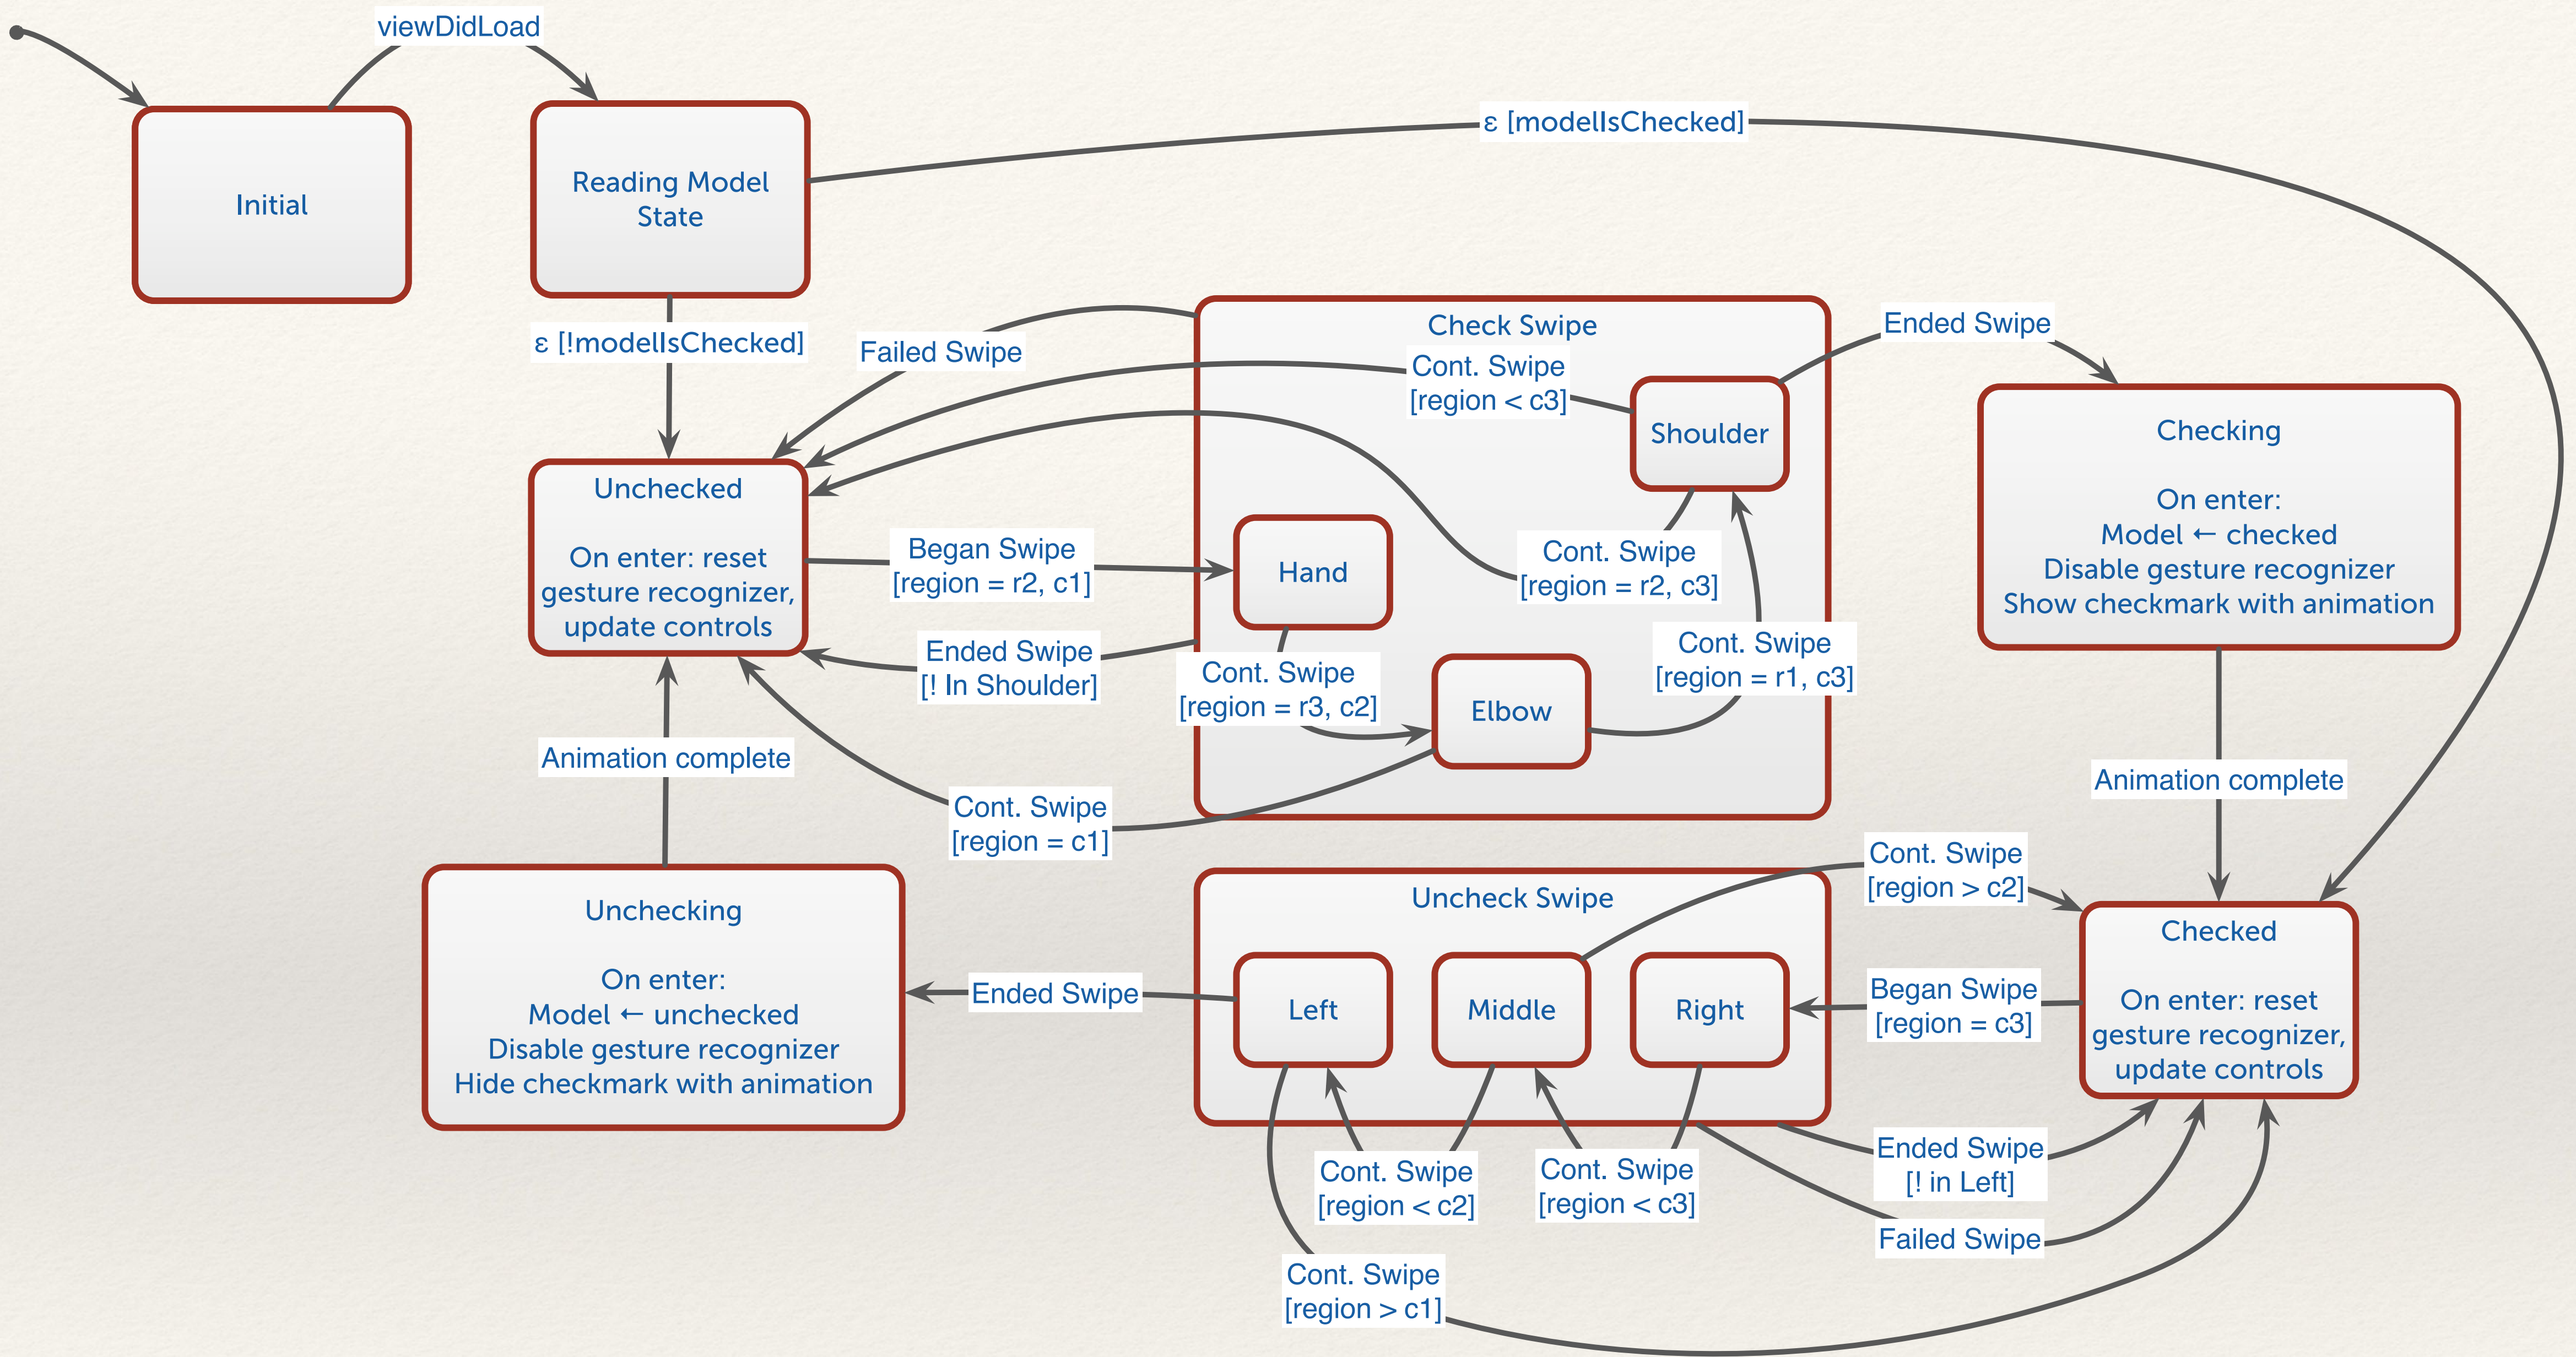 viewDidLoad
Initial
Reading Model
State
ε [modelIsChecked]
ε [!modelIsChecked]
Failed Swipe
Check Swipe
Cont. Swipe
[region < c3]
Shoulder
Ended Swipe
Checking
On enter:
Model ← checked
Disable gesture recognizer
Show checkmark with animation
Unchecked
On enter: reset
gesture recognizer,
update controls
Began Swipe
[region = r2, c1]
Hand
Cont. Swipe
[region = r2, c3]
Ended Swipe
[! In Shoulder]
Cont. Swipe
[region = r3, c2]
Elbow
Cont. Swipe
[region = r1, c3]
Animation complete
Cont. Swipe
[region = c1]
Animation complete
Unchecking
On enter:
Model ← unchecked
Disable gesture recognizer
Hide checkmark with animation
Ended Swipe
Uncheck Swipe
Left
Middle
Right
Cont. Swipe
[region > c2]
Began Swipe
[region = c3]
Checked
On enter: reset
gesture recognizer,
update controls
Cont. Swipe
[region < c2]
Cont. Swipe
[region < c3]
Ended Swipe
[! in Left]
Failed Swipe
Cont. Swipe
[region > c1]